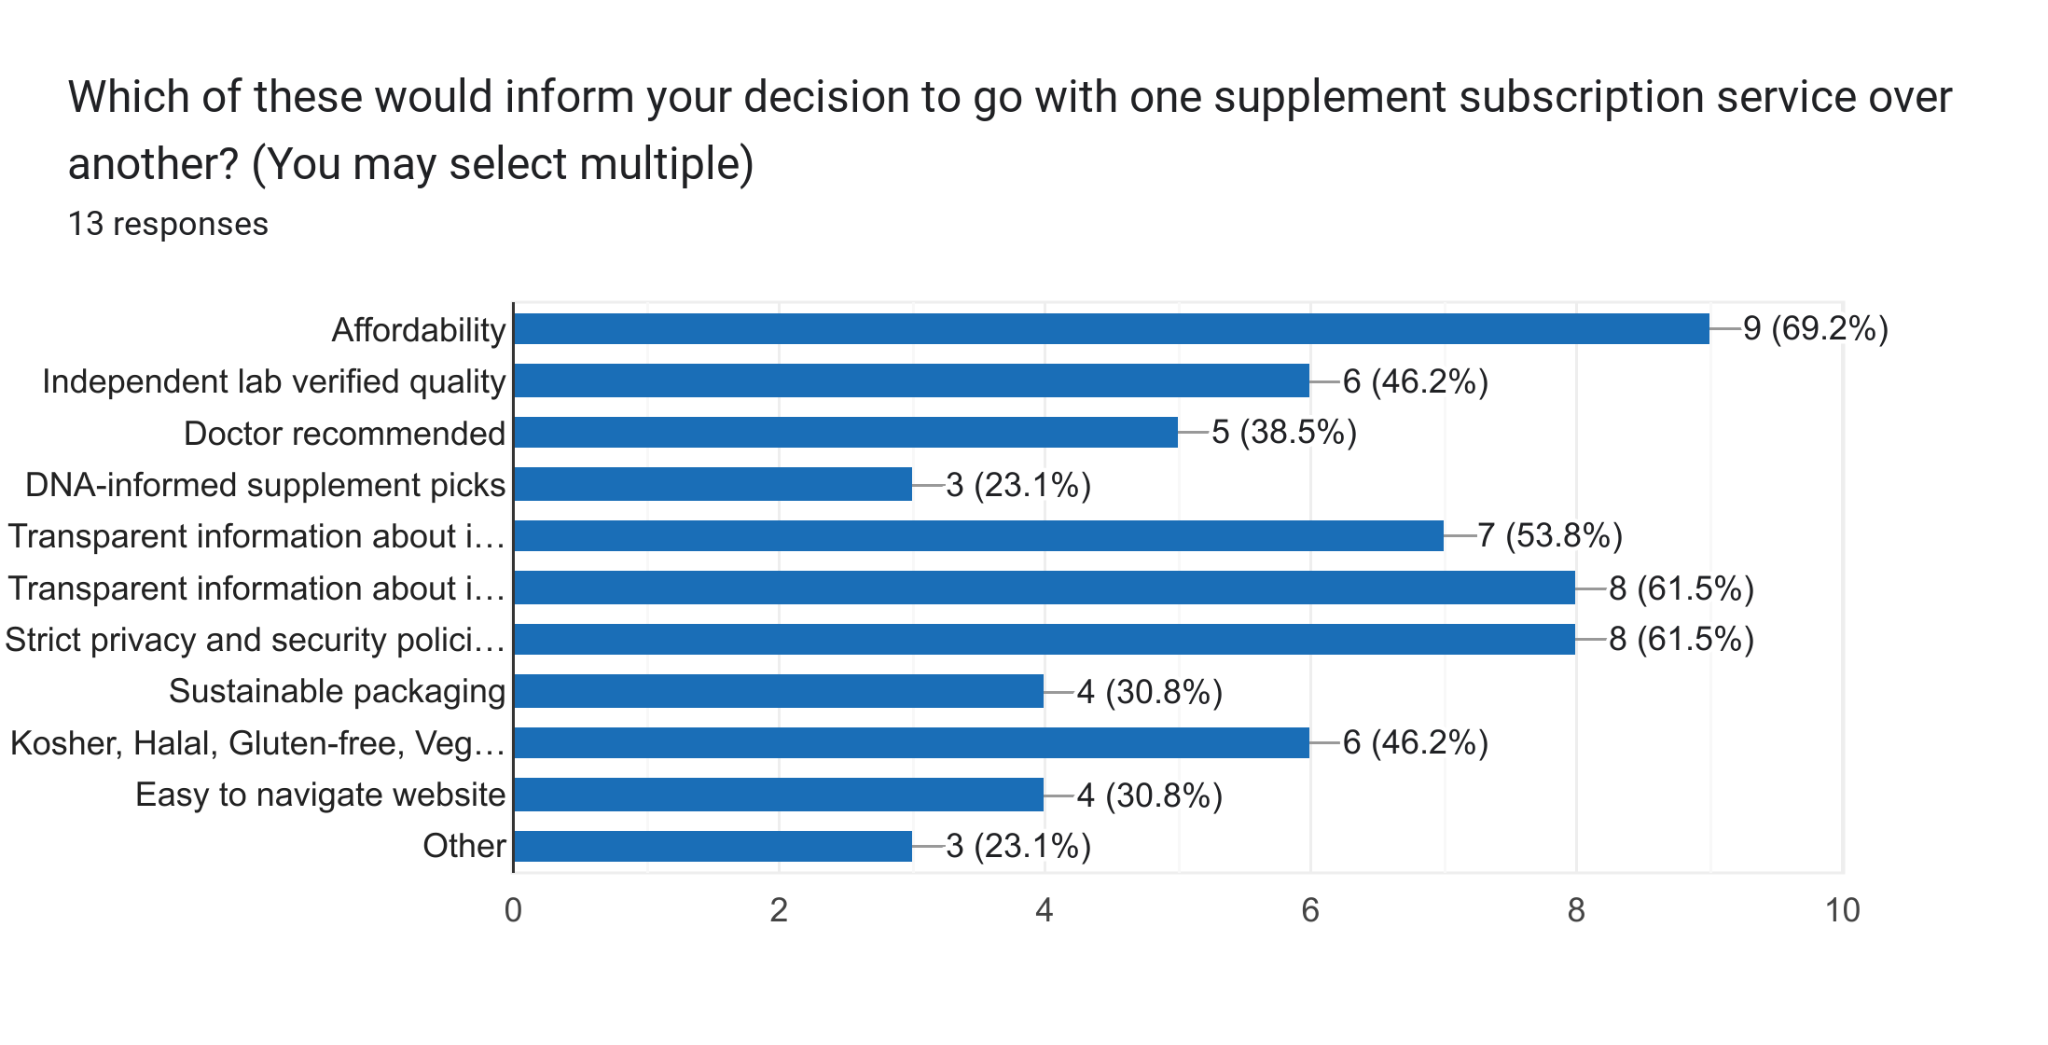 Which of these would inform your decision to go with one supplement subscription service over
another? (You may select multiple)
13 responses
Affordability
9 (69.2%)
Independent lab verified quality
6 (46.2%)
Doctor recommended
5 (38.5%)
DNA-informed supplement picks
3 (23.1%)
Transparent information about i…
7 (53.8%)
Transparent information about i…
8 (61.5%)
Strict privacy and security polici…
8 (61.5%)
Sustainable packaging
4 (30.8%)
Kosher, Halal, Gluten-free, Veg…
6 (46.2%)
Easy to navigate website
4 (30.8%)
Other
3 (23.1%)
0 2 4 6 8 10